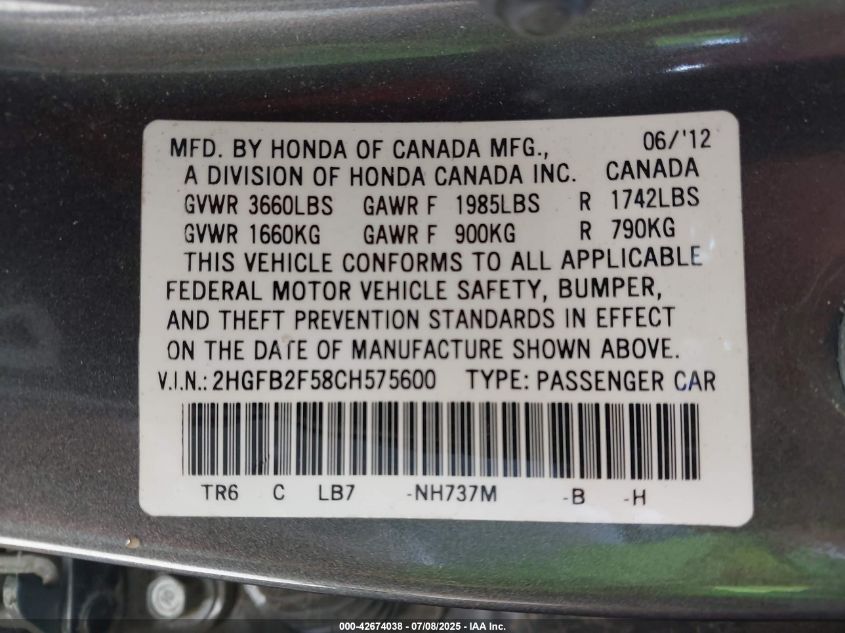 MFD. BY HONDA OF CANADA MFG., 06/'12
A DIVISION OF HONDA CANADA INC. CANADA
GVWR 3660LBS GAWR F 1985LBS R 1742LBS
GVWR 1660KG GAWR F 900KG R 790KG
THIS VEHICLE CONFORMS TO ALL APPLICABLE
FEDERAL MOTOR VEHICLE SAFETY, BUMPER,
AND THEFT PREVENTION STANDARDS IN EFFECT
ON THE DATE OF MANUFACTURE SHOWN ABOVE.
V.I.N.: 2HGFB2F58CH575600 TYPE: PASSENGER CAR
TR6 C LB7 -NH737M -B -H
000-42674038 - 07/08/2025 - IAA Inc.